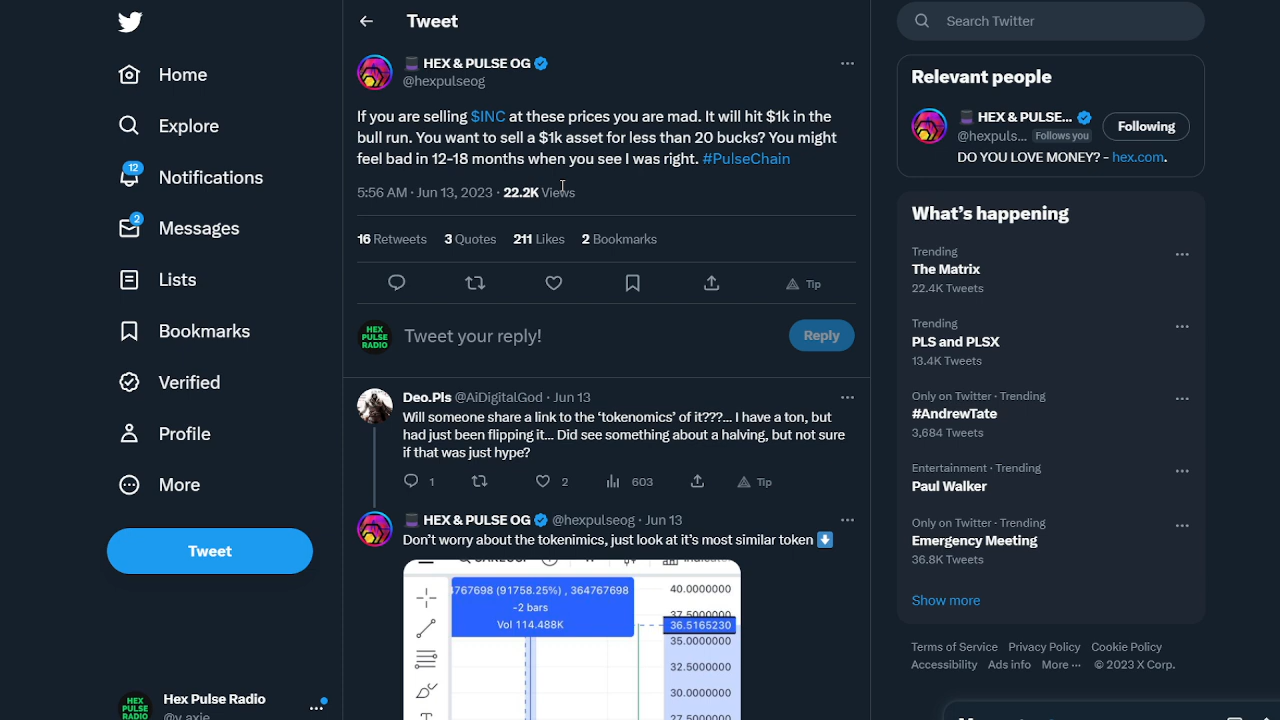 Home
Explore
12
Notifications
2
Messages
Lists
Bookmarks
Verified
Profile
More
Tweet
HEX PULSE RADIO
Hex Pulse Radio
Tweet
HEX & PULSE OG
@hexpulseog
If you are selling $INC at these prices you are mad. It will hit $1k in the
bull run. You want to sell a $1k asset for less than 20 bucks? You might
feel bad in 12-18 months when you see I was right. #PulseChain
5:56 AM · Jun 13, 2023 · 22.2K Views
16 Retweets 3 Quotes 211 Likes 2 Bookmarks
Tip
HEX PULSE RADIO
Tweet your reply!
Reply
Deo.Pls @AiDigitalGod · Jun 13
Will someone share a link to the ‘tokenomics’ of it???... I have a ton, but
had just been flipping it... Did see something about a halving, but not sure
if that was just hype?
1 2 603 Tip
HEX & PULSE OG @hexpulseog · Jun 13
Don’t worry about the tokenimics, just look at it’s most similar token
4767698 (91758.25%) , 364767698
-2 bars
Vol 114.488K
40.0000000
37.5000000
36.5165230
35.0000000
32.5000000
30.0000000
27.5000000
Search Twitter
Relevant people
HEX & PULSE...
@hexpuls... Follows you
Following
DO YOU LOVE MONEY? - hex.com.
What’s happening
Trending
The Matrix
22.4K Tweets
Trending
PLS and PLSX
13.4K Tweets
Only on Twitter · Trending
#AndrewTate
3,684 Tweets
Entertainment · Trending
Paul Walker
Only on Twitter · Trending
Emergency Meeting
36.8K Tweets
Show more
Terms of Service Privacy Policy Cookie Policy
Accessibility Ads info More ··· © 2023 X Corp.